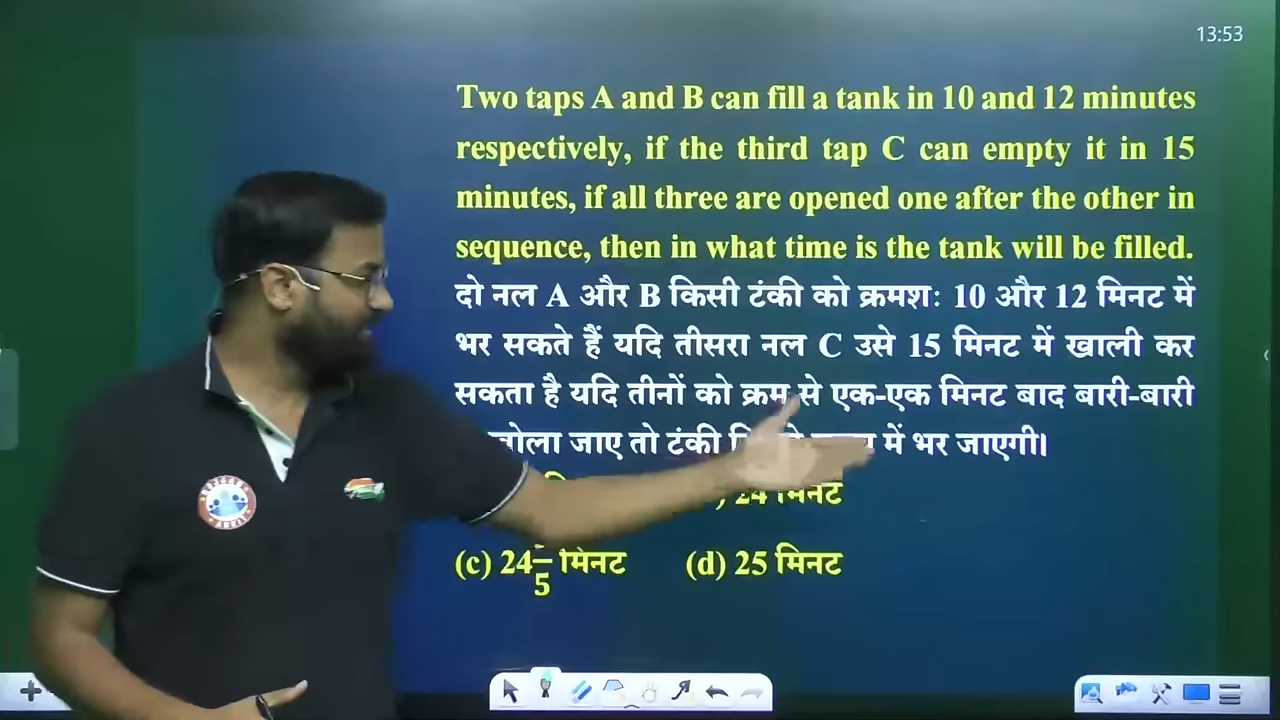 13:53
Two taps A and B can fill a tank in 10 and 12 minutes
respectively, if the third tap C can empty it in 15
minutes, if all three are opened one after the other in
sequence, then in what time is the tank will be filled.
दो नल A और B किसी टंकी को क्रमश: 10 और 12 मिनट में
भर सकते हैं यदि तीसरा नल C उसे 15 मिनट में खाली कर
सकता है यदि तीनों को क्रम से एक-एक मिनट बाद बारी-बारी
जाए तो टंकी में भर जाएगी।
24 मिनट
(c) 24 5 मिनट (d) 25 मिनट